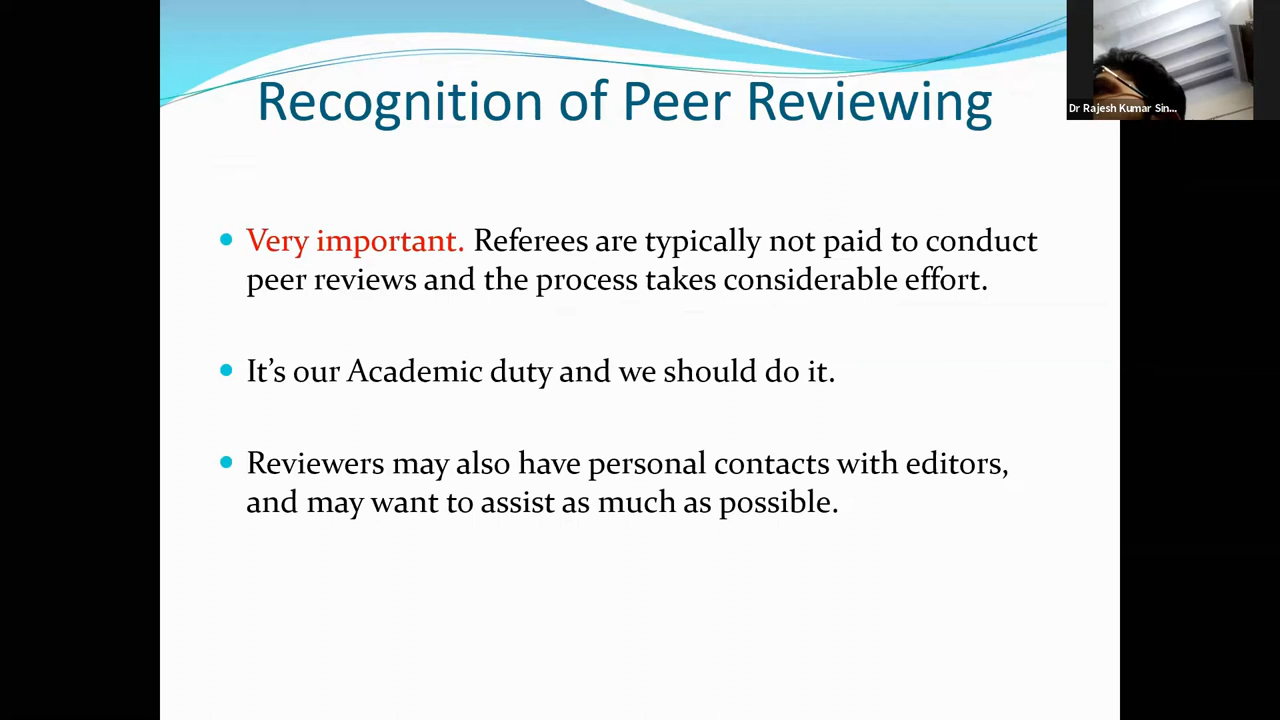 Recognition of Peer Reviewing
Dr Rajesh Kumar Sin...
• Very important. Referees are typically not paid to conduct
peer reviews and the process takes considerable effort.
• It’s our Academic duty and we should do it.
• Reviewers may also have personal contacts with editors,
and may want to assist as much as possible.